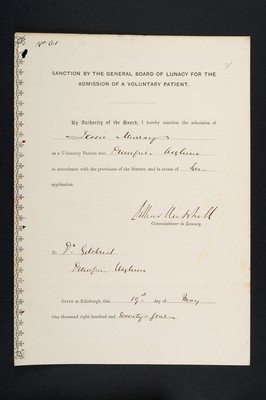 SANCTION BY THE GENERAL BOARD OF LUNACY FOR THE
ADMISSION OF A VOLUNTARY PATIENT.
By Authority of the Board, I hereby sanction the admission of
Jessie Murray
as a Voluntary Patient into Dumfries Asylum
in accordance with the provisions of the Statute, and in terms of her
application.
Commissioner in Lunacy.
To Dr. Gilchrist
Dumfries Asylum
GIVEN at Edinburgh, this 19th day of May
One thousand eight hundred and Seventy